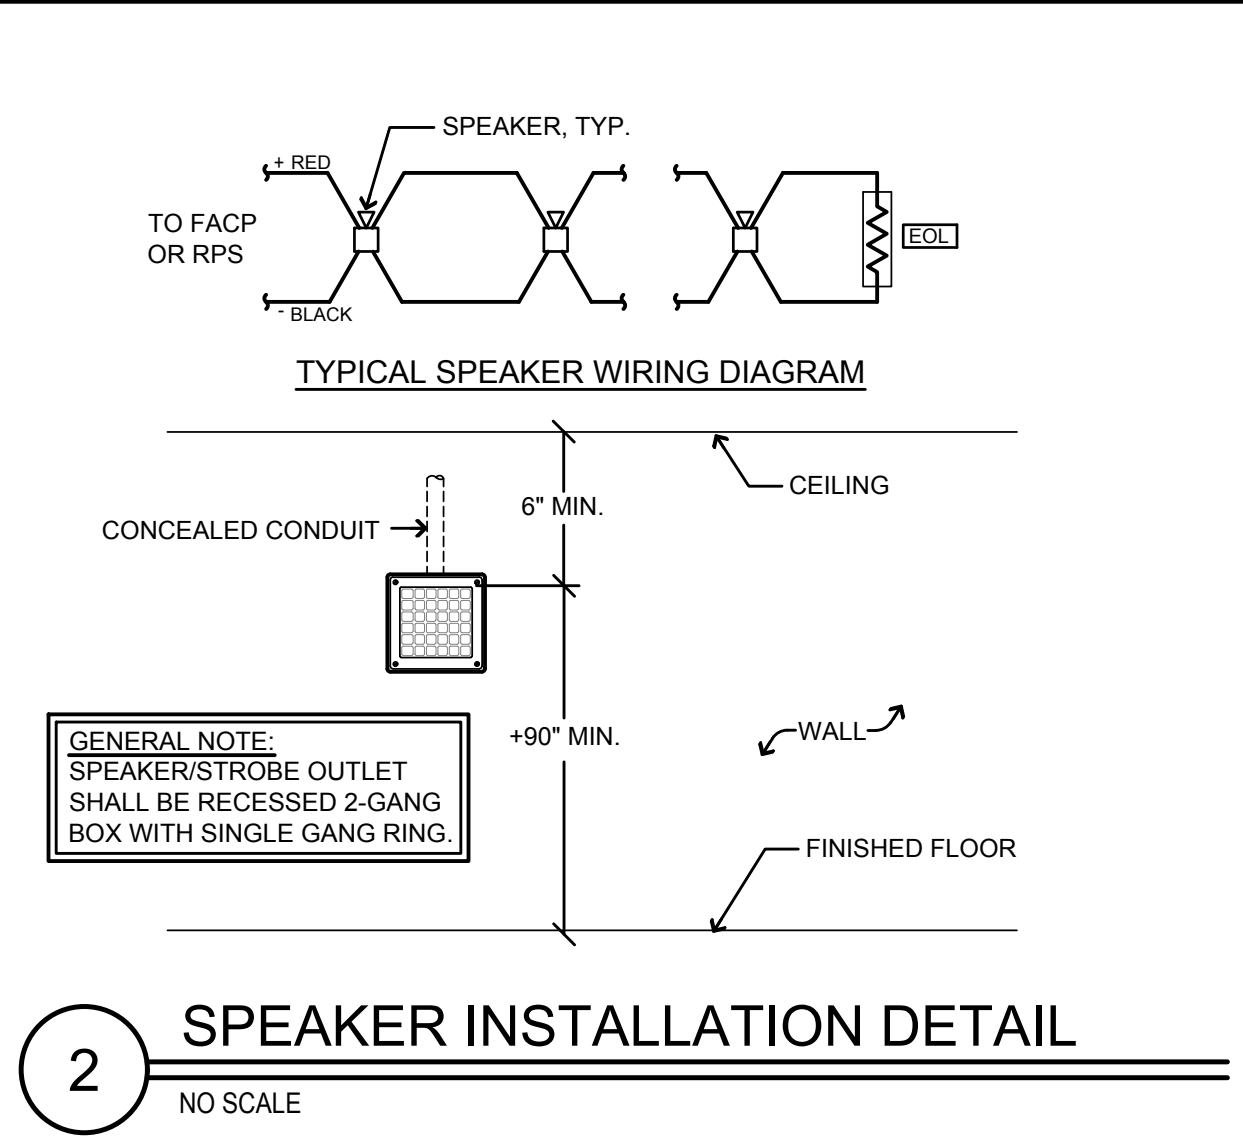 SPEAKER, TYP.
+ RED
TO FACP
OR RPS
EOL
- BLACK
TYPICAL SPEAKER WIRING DIAGRAM
CEILING
6" MIN.
CONCEALED CONDUIT
+90" MIN.
WALL
GENERAL NOTE:
SPEAKER/STROBE OUTLET
SHALL BE RECESSED 2-GANG
BOX WITH SINGLE GANG RING.
FINISHED FLOOR
2
SPEAKER INSTALLATION DETAIL
NO SCALE